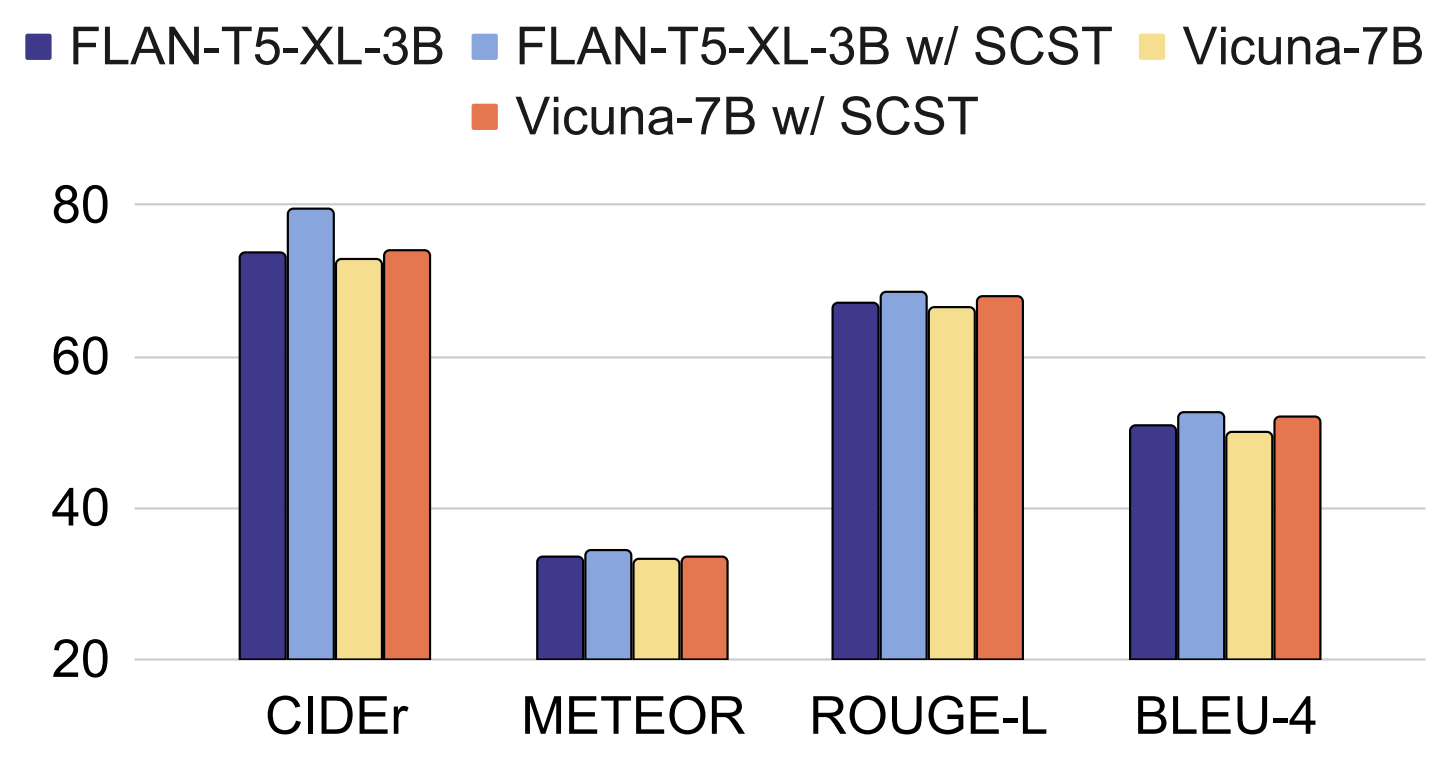 FLAN-T5-XL-3B FLAN-T5-XL-3B w/ SCST Vicuna-7B
Vicuna-7B w/ SCST
80
60
40
20
CIDEr METEOR ROUGE-L BLEU-4